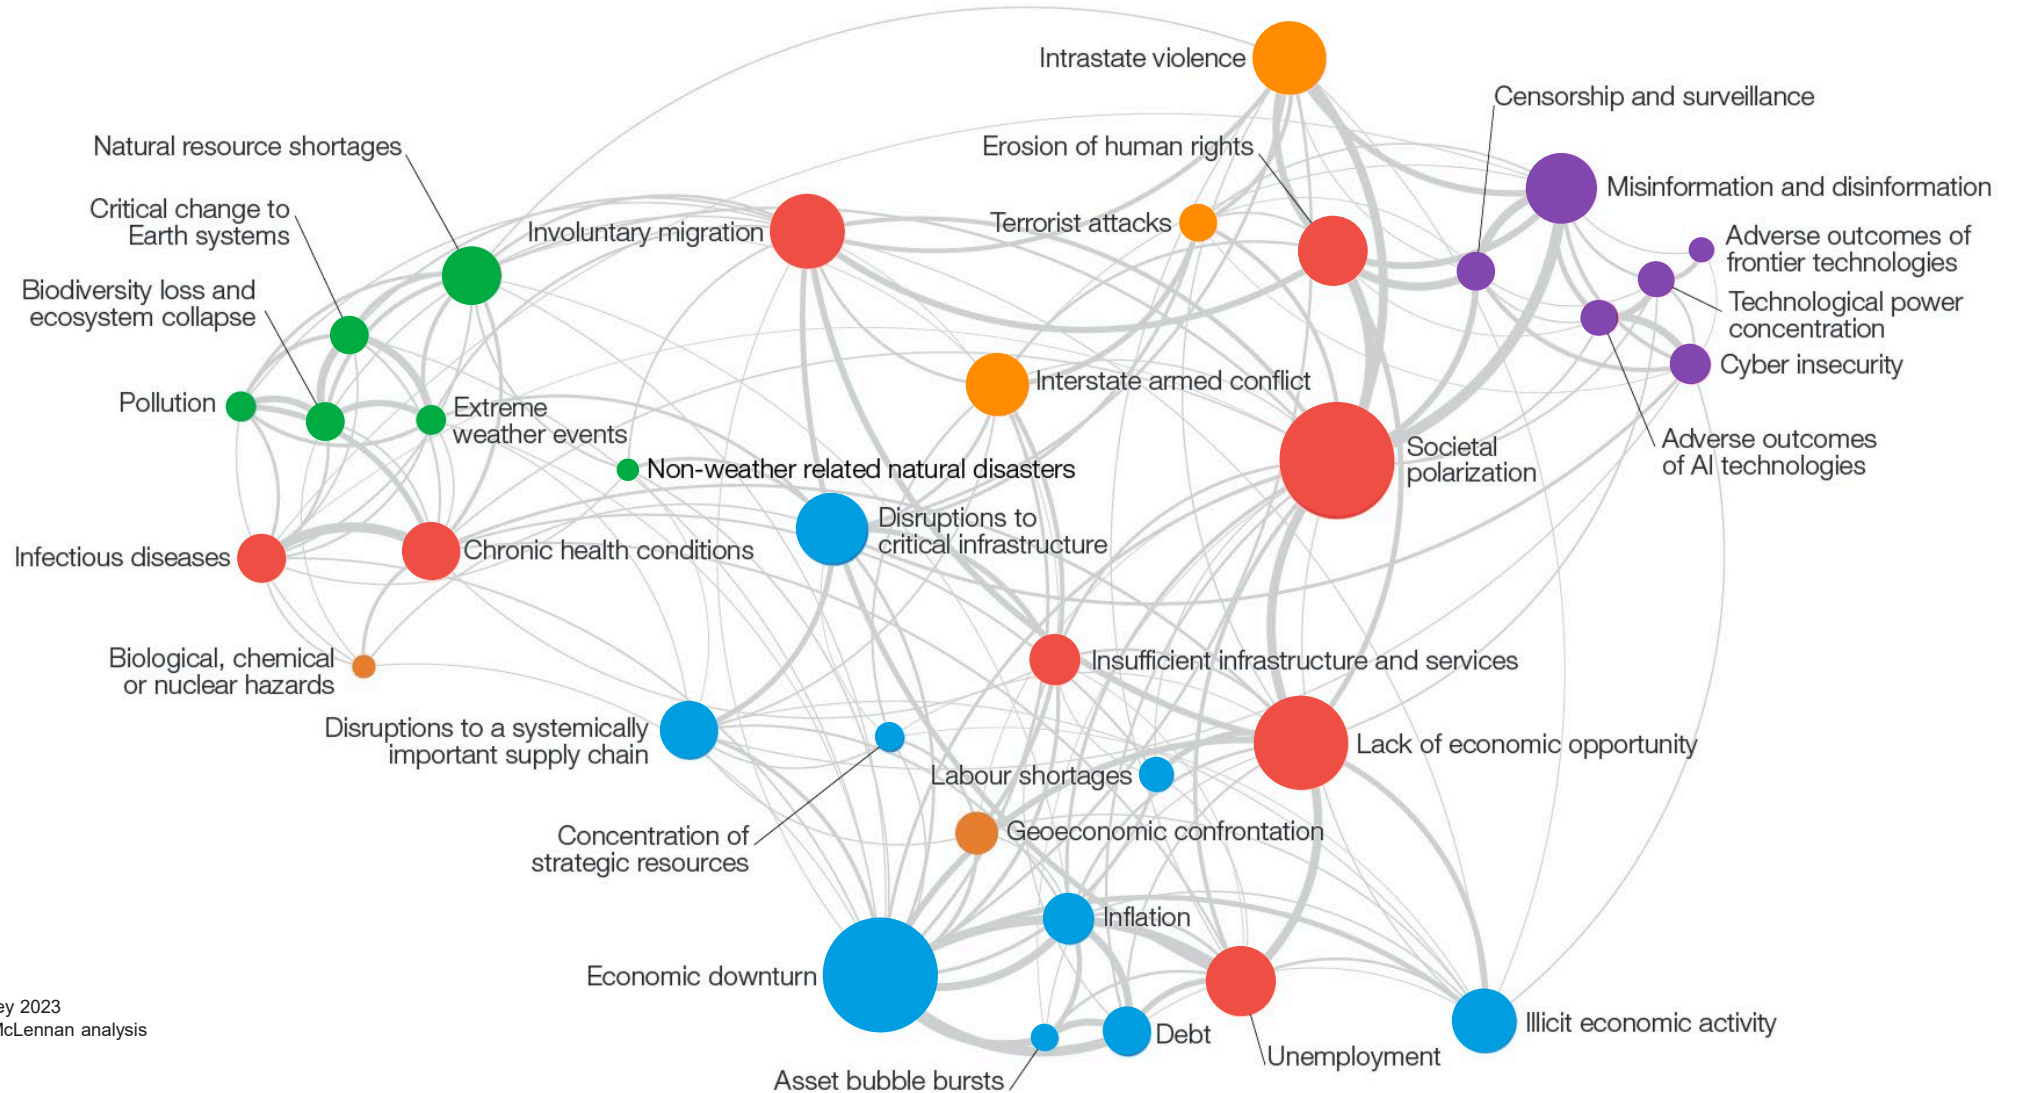 Intrastate violence
Censorship and surveillance
Natural resource shortages
Erosion of human rights
Misinformation and disinformation
Critical change to
Earth systems
Involuntary migration
Terrorist attacks
Adverse outcomes of
frontier technologies
Biodiversity loss and
ecosystem collapse
Technological power
concentration
Cyber insecurity
Interstate armed conflict
Pollution
Extreme
weather events
Societal
polarization
Adverse outcomes
of AI technologies
Non-weather related natural disasters
Disruptions to
critical infrastructure
Infectious diseases
Chronic health conditions
Biological, chemical
or nuclear hazards
Insufficient infrastructure and services
Disruptions to a systemically
important supply chain
Lack of economic opportunity
Labour shortages
Concentration of
strategic resources
Geoeconomic confrontation
Inflation
Economic downturn
ey 2023
McLennan analysis
Debt
Illicit economic activity
Unemployment
Asset bubble bursts